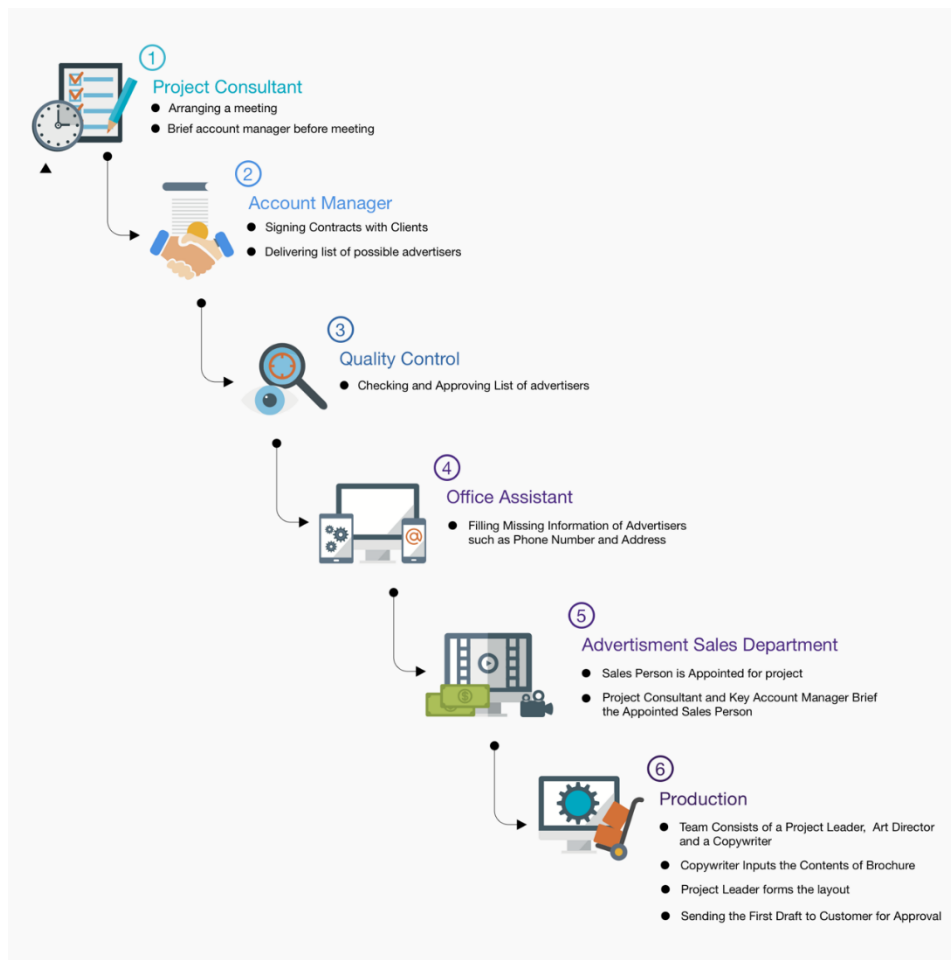 1
Project Consultant
Arranging a meeting
Brief account manager before meeting
2
Account Manager
Signing Contracts with Clients
Delivering list of possible advertisers
3
Quality Control
Checking and Approving List of advertisers
4
Office Assistant
Filling Missing Information of Advertisers
such as Phone Number and Address
5
Advertisment Sales Department
Sales Person is Appointed for project
Project Consultant and Key Account Manager Brief
the Appointed Sales Person
6
Production
Team Consists of a Project Leader, Art Director
and a Copywriter
Copywriter Inputs the Contents of Brochure
Project Leader forms the layout
Sending the First Draft to Customer for Approval